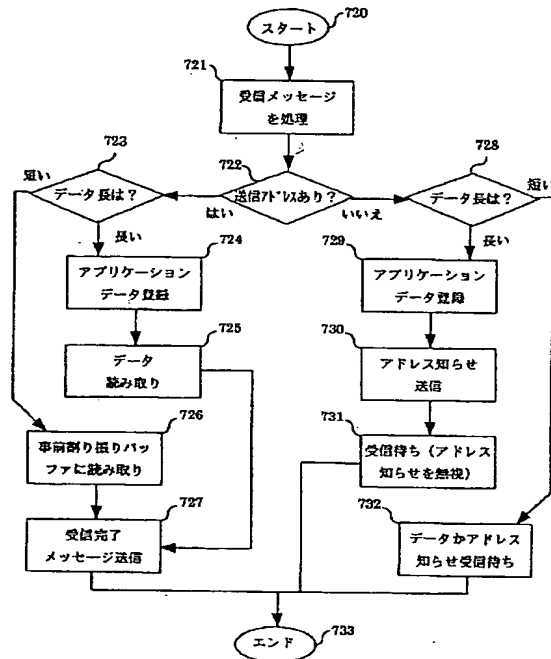 スタート
720
721
受信メッセージ
を処理
723
722
728
短い
データ長は?
送信アドレスあり?
データ長は?
短い
はい
いいえ
長い
724
729
長い
アプリケーション
データ登録
アプリケーション
データ登録
725
730
データ
読み取り
アドレス知らせ
送信
726
731
事前割り振りバッ
ファに読み取り
受信待ち(アドレス
知らせを無視)
727
732
受信完了
メッセージ送信
データかアドレス
知らせ受信待ち
エンド
733